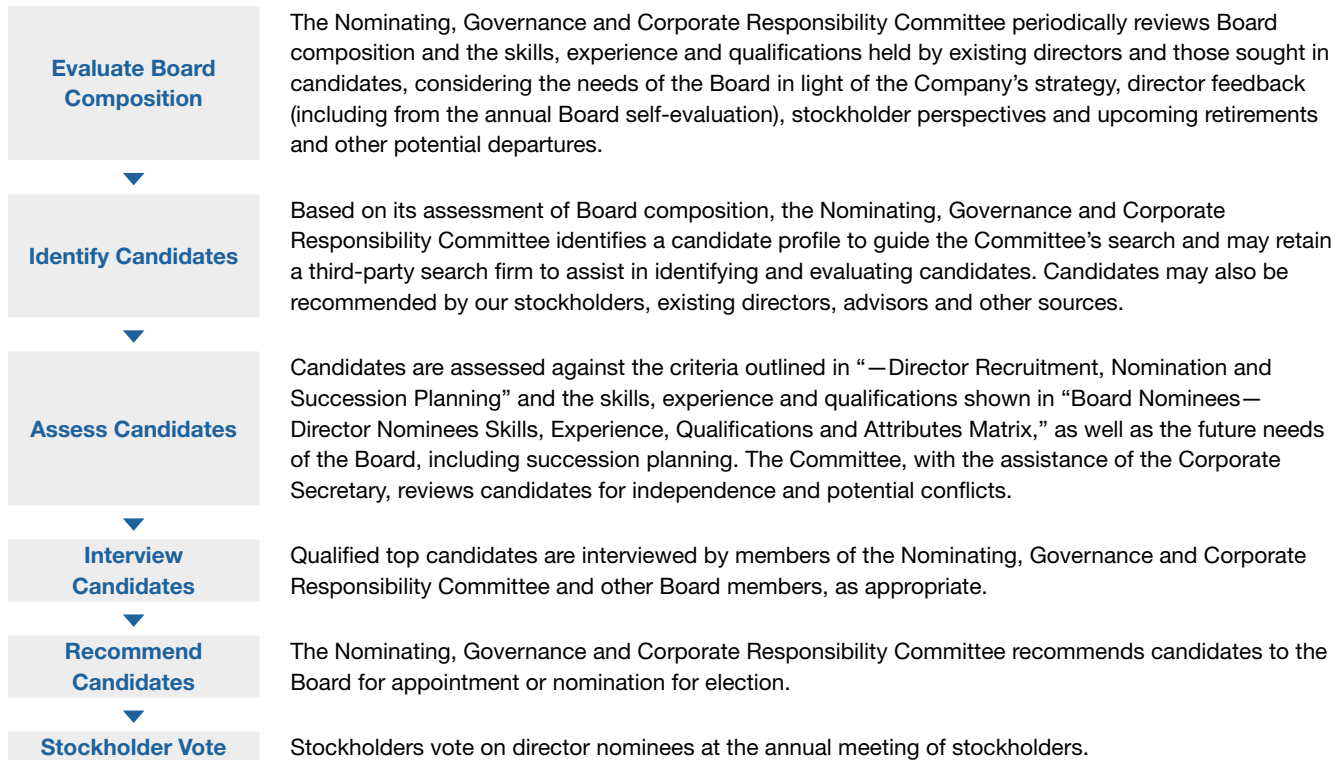 Evaluate Board
Composition
The Nominating, Governance and Corporate Responsibility Committee periodically reviews Board
composition and the skills, experience and qualifications held by existing directors and those sought in
candidates, considering the needs of the Board in light of the Company’s strategy, director feedback
(including from the annual Board self-evaluation), stockholder perspectives and upcoming retirements
and other potential departures.
Identify Candidates
Based on its assessment of Board composition, the Nominating, Governance and Corporate
Responsibility Committee identifies a candidate profile to guide the Committee’s search and may retain
a third-party search firm to assist in identifying and evaluating candidates. Candidates may also be
recommended by our stockholders, existing directors, advisors and other sources.
Assess Candidates
Candidates are assessed against the criteria outlined in “—Director Recruitment, Nomination and
Succession Planning” and the skills, experience and qualifications shown in “Board Nominees—
Director Nominees Skills, Experience, Qualifications and Attributes Matrix,” as well as the future needs
of the Board, including succession planning. The Committee, with the assistance of the Corporate
Secretary, reviews candidates for independence and potential conflicts.
Interview
Candidates
Qualified top candidates are interviewed by members of the Nominating, Governance and Corporate
Responsibility Committee and other Board members, as appropriate.
Recommend
Candidates
The Nominating, Governance and Corporate Responsibility Committee recommends candidates to the
Board for appointment or nomination for election.
Stockholder Vote
Stockholders vote on director nominees at the annual meeting of stockholders.